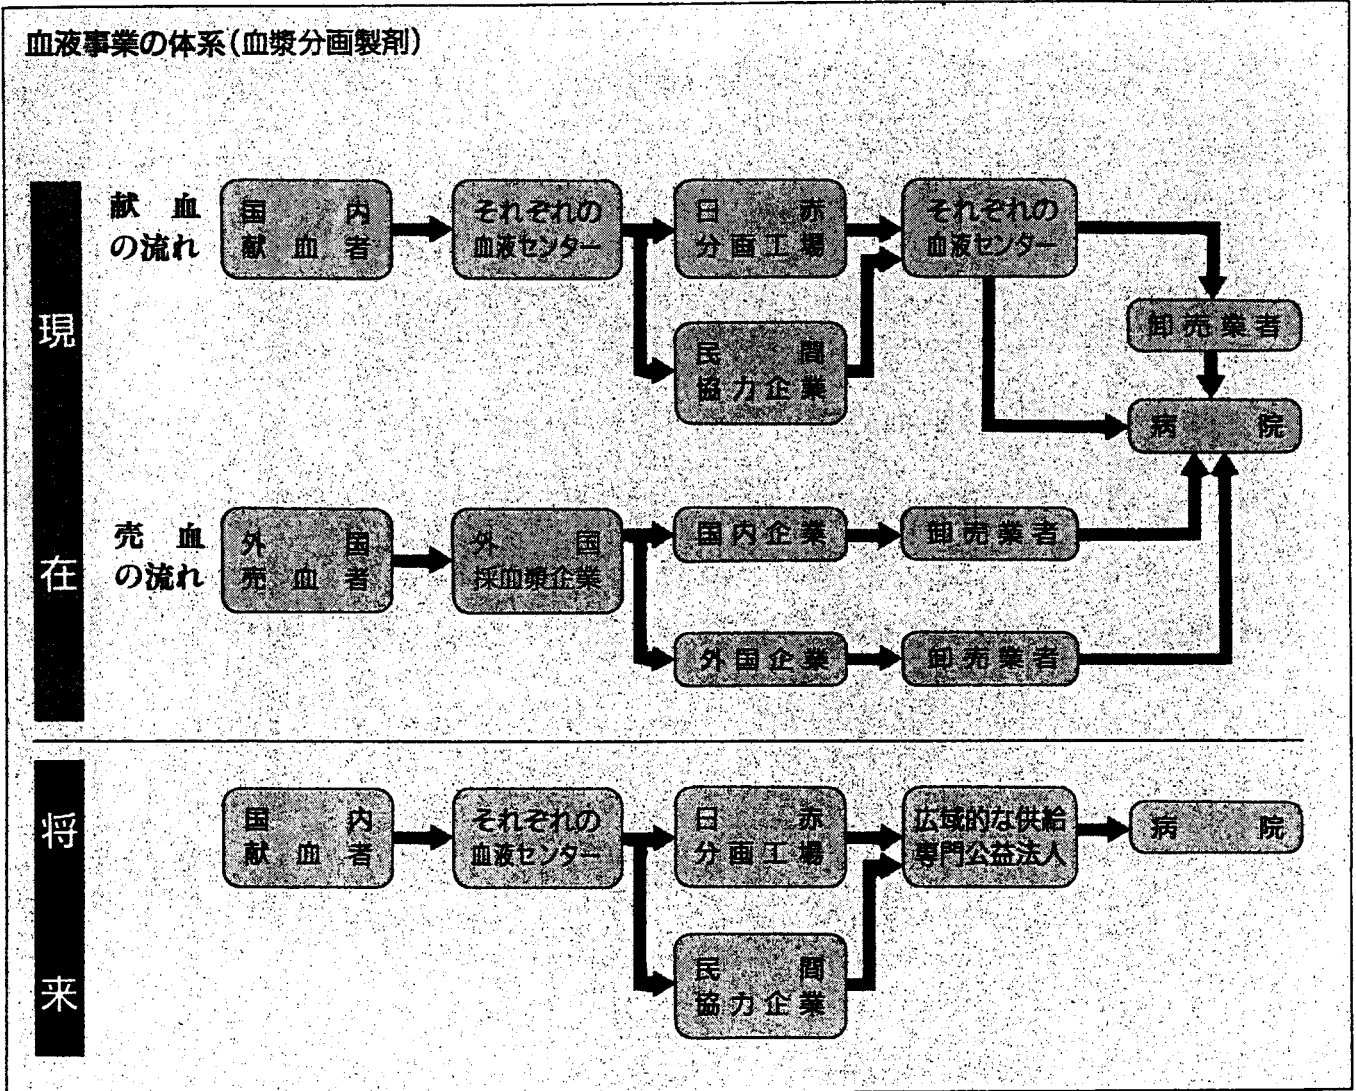 血液事業の体系(血漿分画製剤)
現在
献血
の流れ
国内
献血者
それぞれの
血液センター
日赤
分画工場
民間
協力企業
それぞれの
血液センター
卸売業者
病院
売血
の流れ
外国
売血者
外国
採血漿企業
国内企業
卸売業者
外国企業
卸売業者
将来
国内
献血者
それぞれの
血液センター
日赤
分画工場
民間
協力企業
広域的な供給
専門公益法人
病院